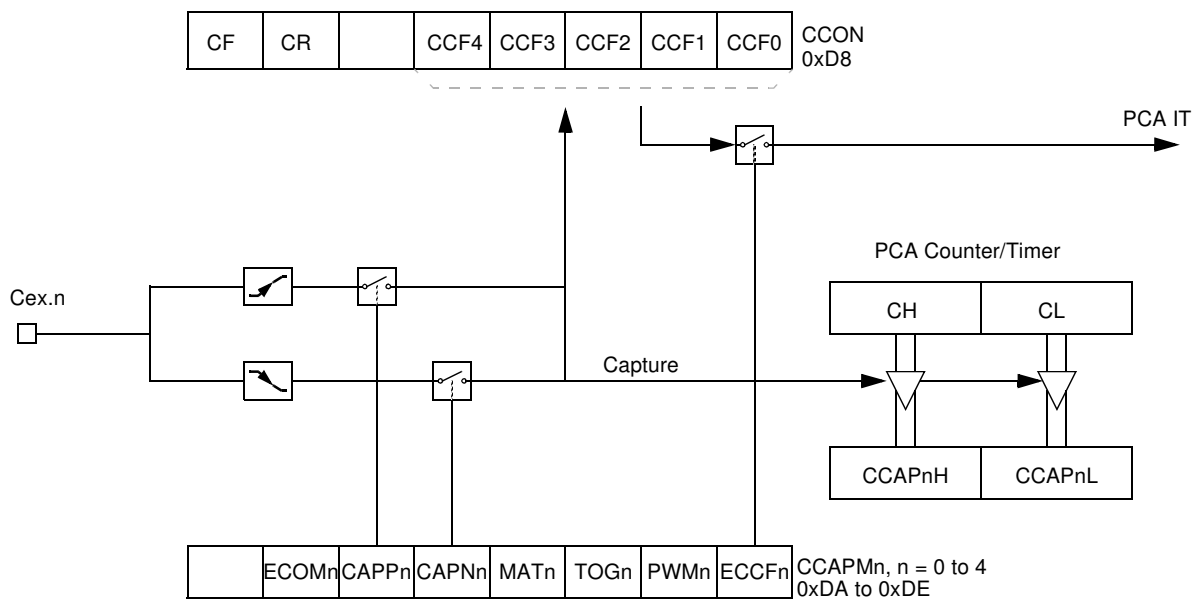 CF CR CCF4 CCF3 CCF2 CCF1 CCF0 CCON
0xD8
PCA IT
PCA Counter/Timer
Cex.n
CH CL
Capture
CCAPnH CCAPnL
ECOMn CAPPn CAPNn MATn TOGn PWMn ECCFn CCAPMn, n = 0 to 4
0xDA to 0xDE